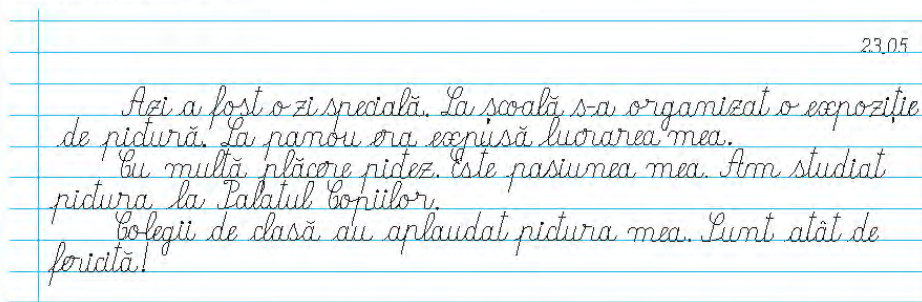 23.05
Azi a fost o zi specială. La școală s-a organizat o expoziție
de pictură. La panou era expusă lucrarea mea.
Cu multă plăcere pictez. Este pasiunea mea. Am studiat
pictura la Palatul Copiilor.
Colegii de clasă au aplaudat pictura mea. Sunt atât de
fericită!